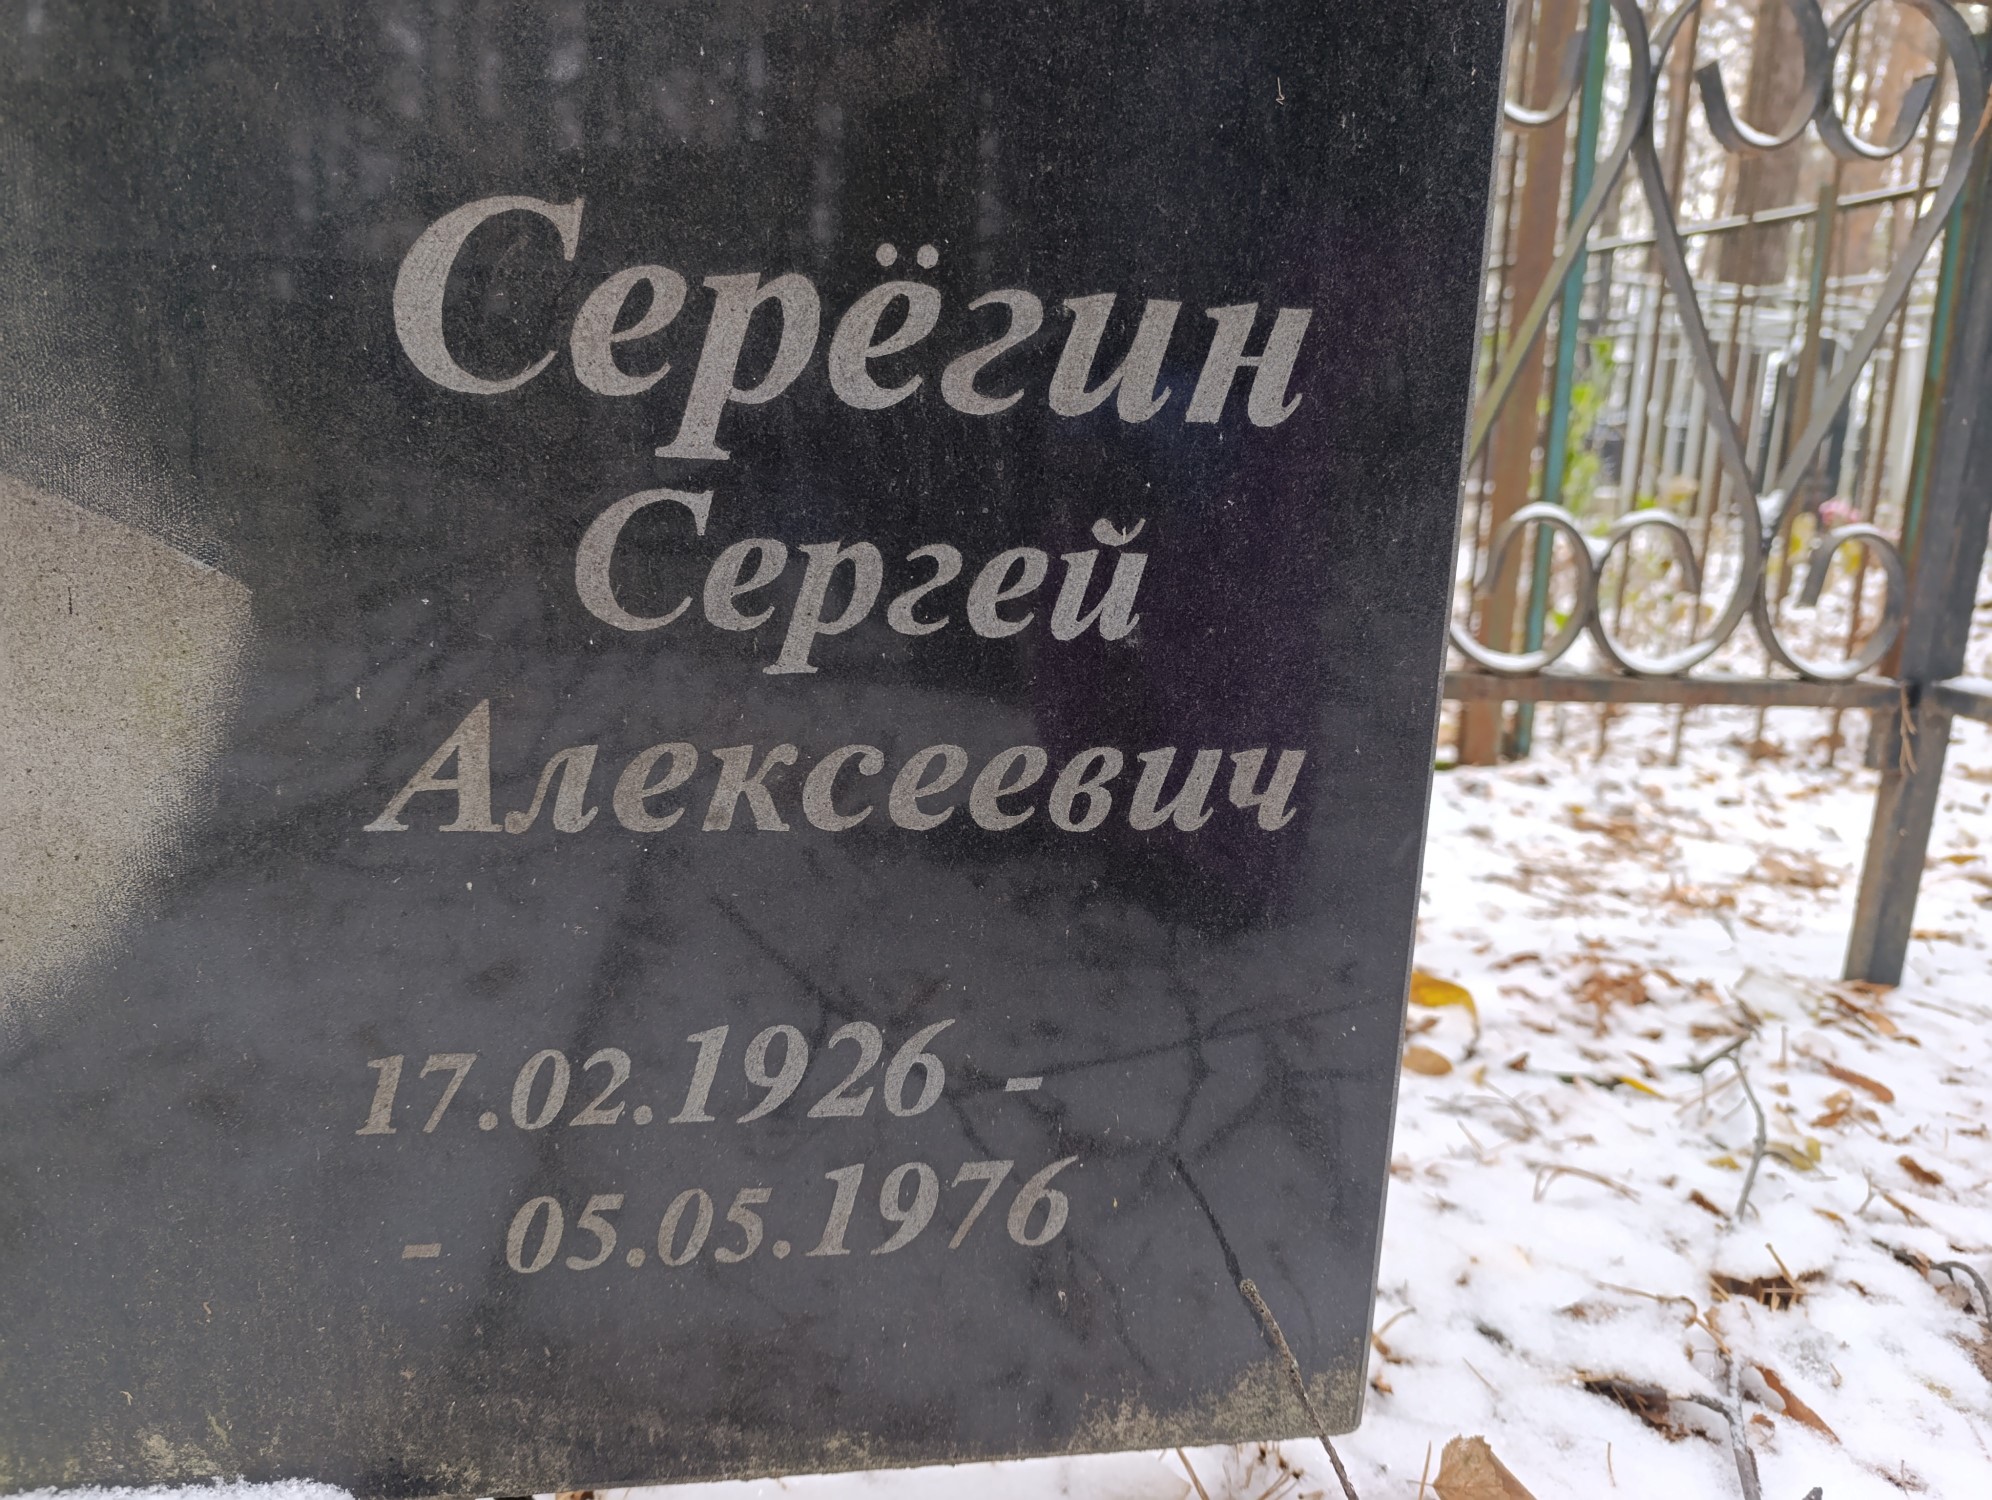 Серёгин
Сергей
Алексеевич
17.02.1926 -
- 05.05.1976